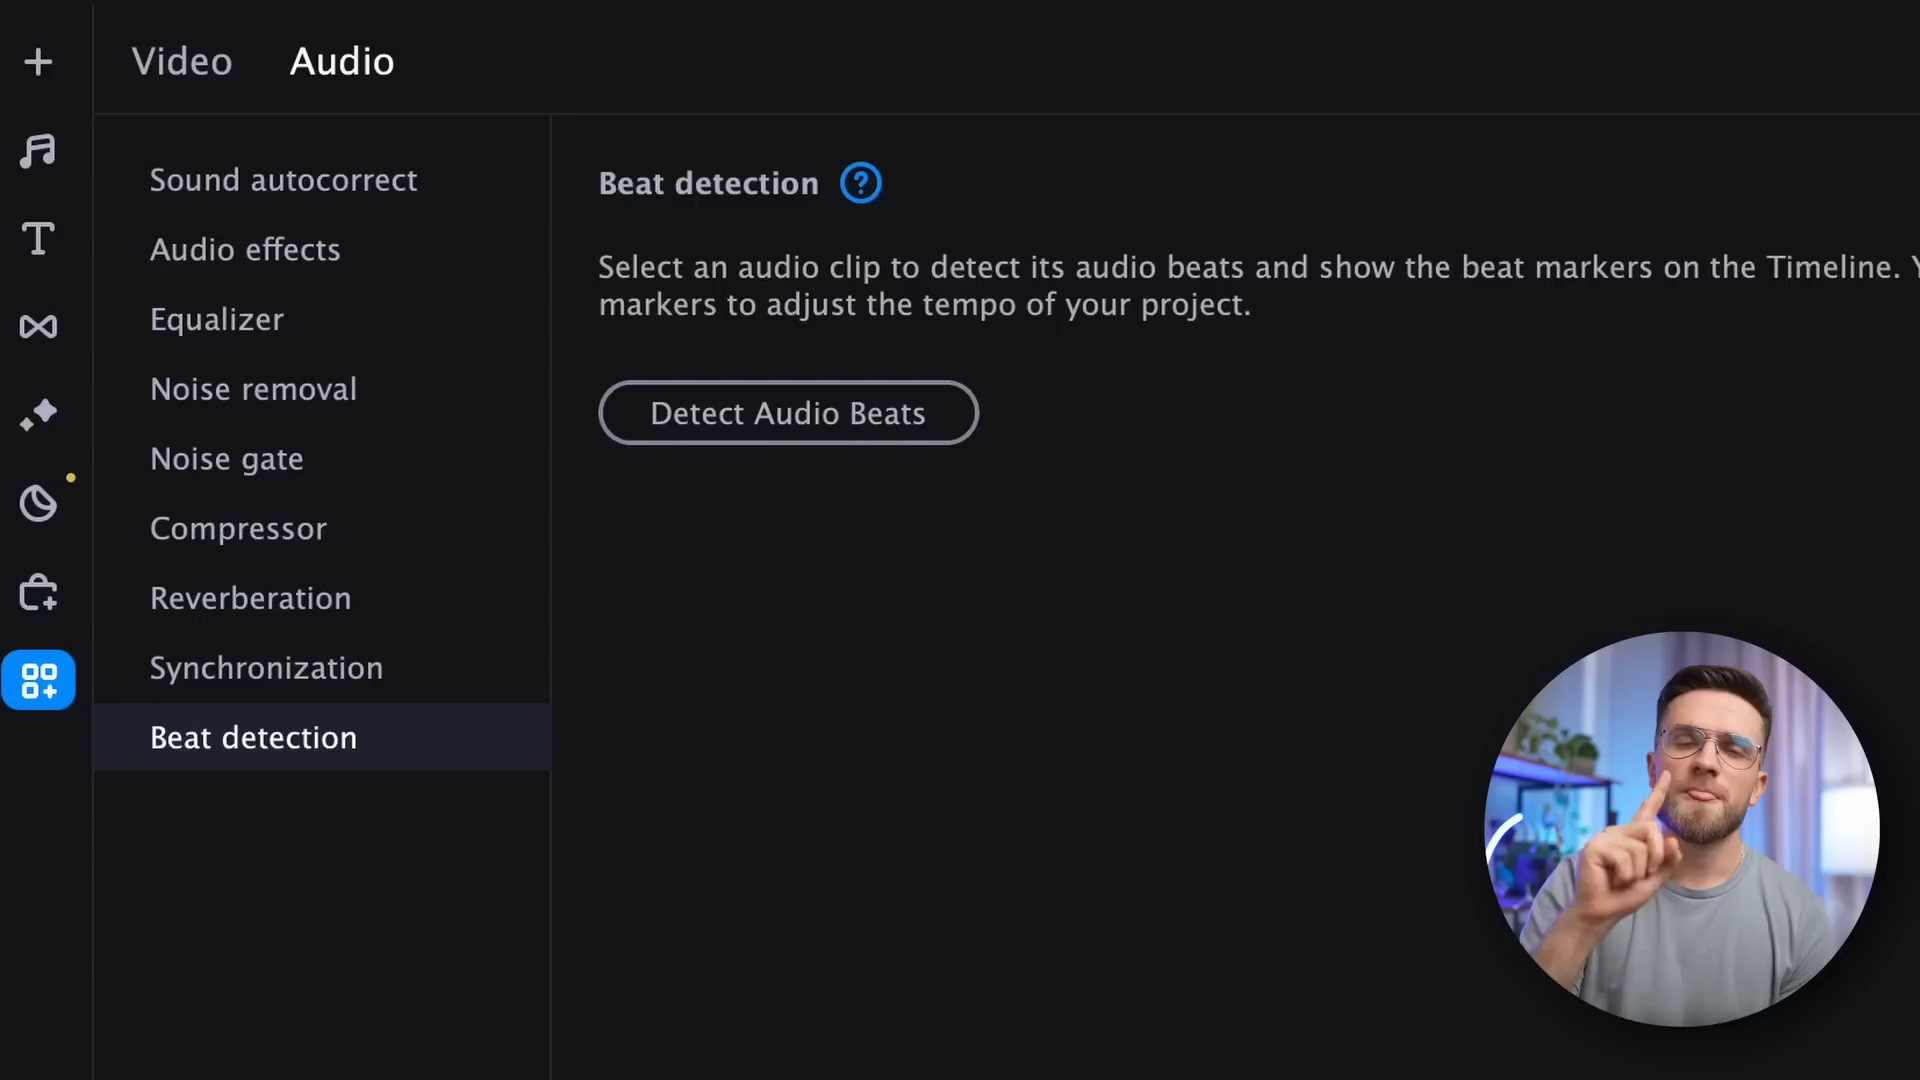 Video Audio
Sound autocorrect
Audio effects
Equalizer
Noise removal
Noise gate
Compressor
Reverberation
Synchronization
Beat detection
Beat detection ?
Select an audio clip to detect its audio beats and show the beat markers on the Timeline.
markers to adjust the tempo of your project.
Detect Audio Beats